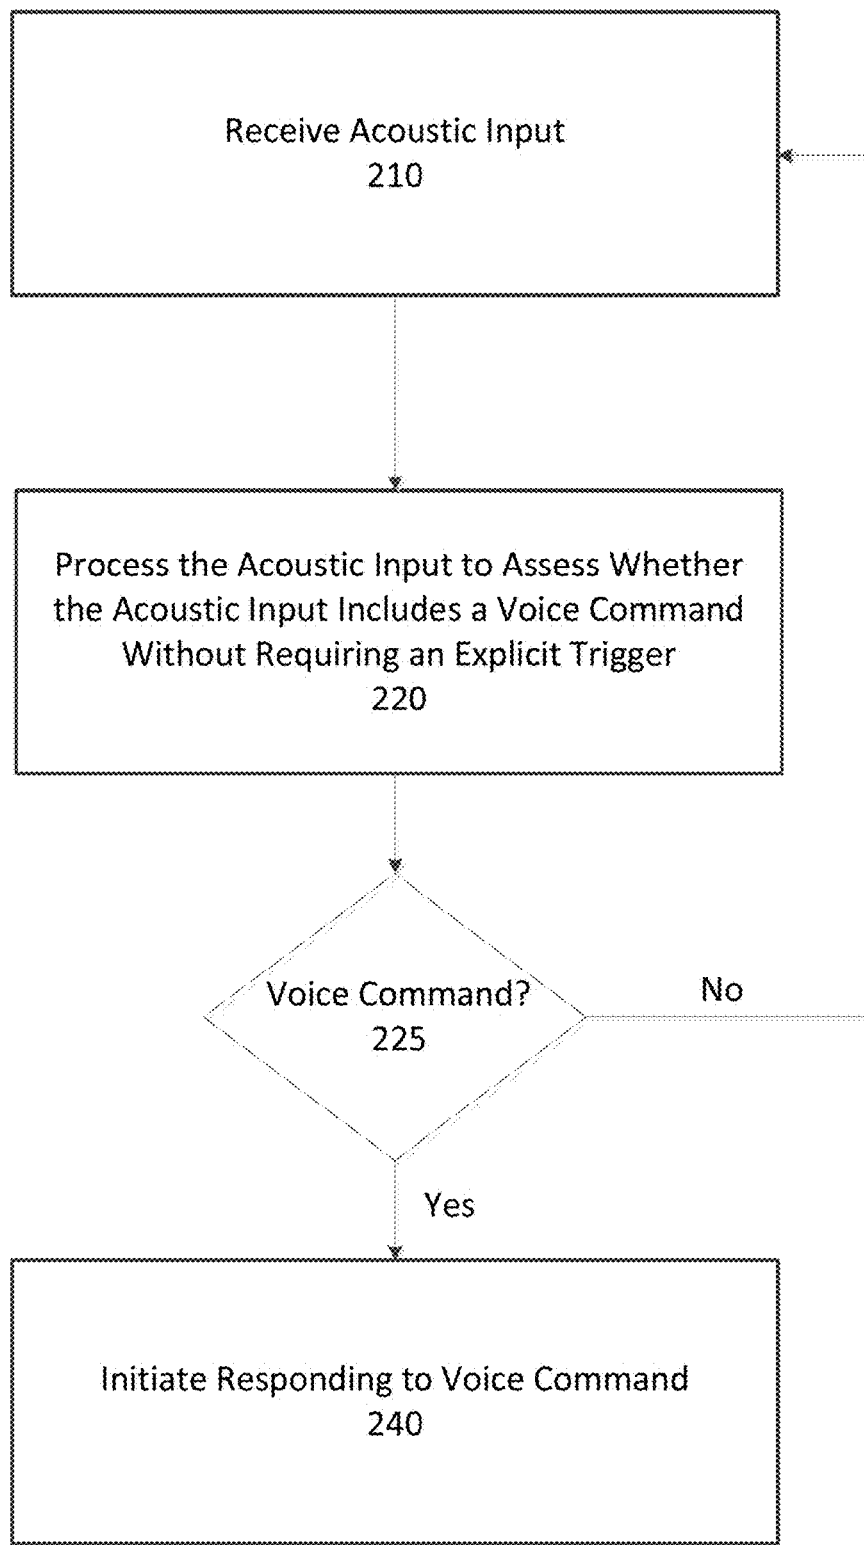 Receive Acoustic Input
210
Process the Acoustic Input to Assess Whether
the Acoustic Input Includes a Voice Command
Without Requiring an Explicit Trigger
220
Voice Command?
225
No
Yes
Initiate Responding to Voice Command
240